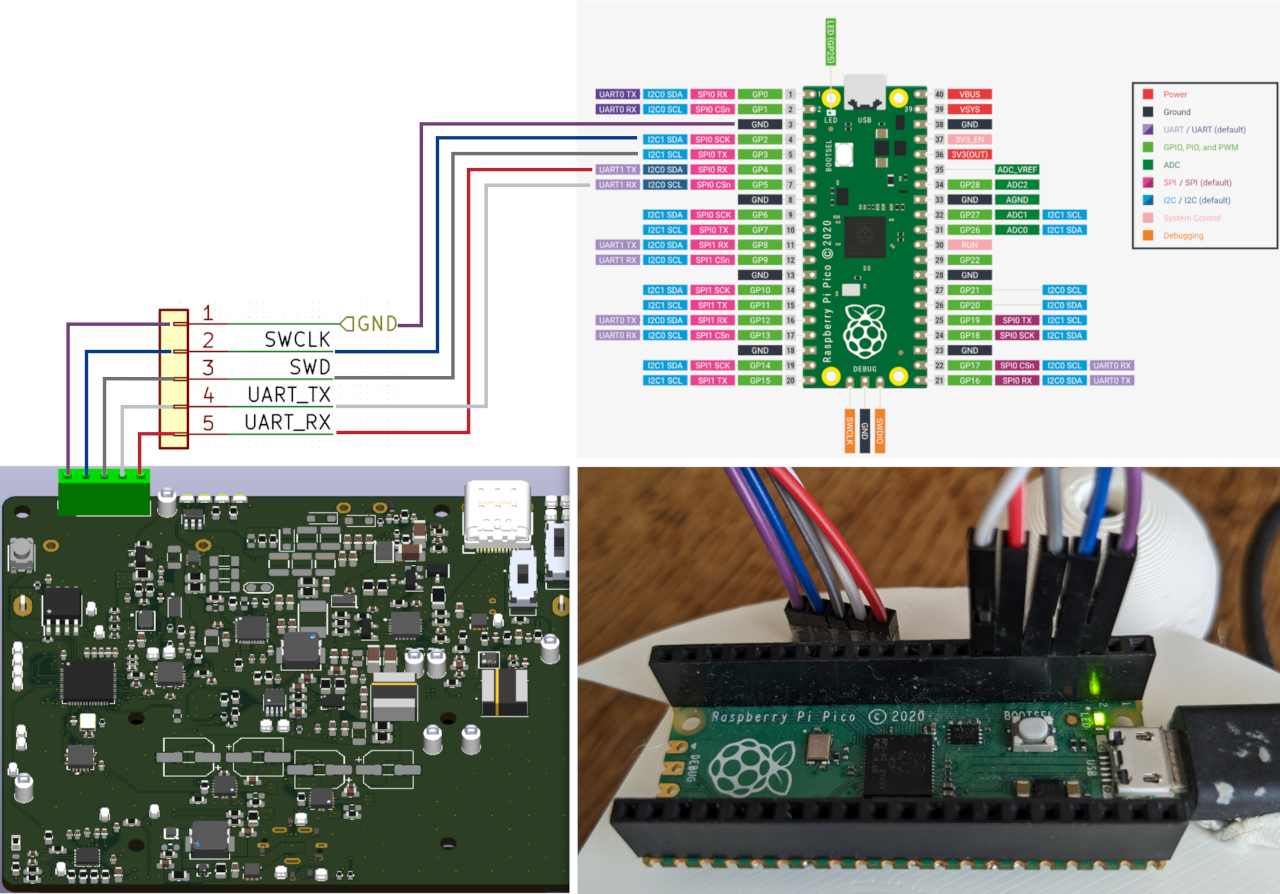 LED (GP25)
UART0 TX I2C0 SDA SPI0 RX GP0 1 1 40 VBUS
UART0 RX I2C0 SCL SPI0 CSn GP1 2 2 39 39 VSYS
GND 3 LED USB 38 GND
I2C1 SDA SPI0 SCK GP2 4 37 3V3_EN
I2C1 SCL SPI0 TX GP3 5 BOOTSEL 36 3V3(OUT)
UART1 TX I2C0 SDA SPI0 RX GP4 6 35 ADC_VREF
UART1 RX I2C0 SCL SPI0 CSn GP5 7 34 GP28 ADC2
GND 8 33 GND AGND
I2C1 SDA SPI0 SCK GP6 9 32 GP27 ADC1 I2C1 SCL
I2C1 SCL SPI0 TX GP7 10 31 GP26 ADC0 I2C1 SDA
UART1 TX I2C0 SDA SPI1 RX GP8 11 30 RUN
UART1 RX I2C0 SCL SPI1 CSn GP9 12 29 GP22
GND 13 28 GND
I2C1 SDA SPI1 SCK GP10 14 27 GP21 I2C0 SCL
I2C1 SCL SPI1 TX GP11 15 26 GP20 I2C0 SDA
UART0 TX I2C0 SDA SPI1 RX GP12 16 25 GP19 SPI0 TX I2C1 SCL
UART0 RX I2C0 SCL SPI1 CSn GP13 17 24 GP18 SPI0 SCK I2C1 SDA
GND 18 23 GND
I2C1 SDA SPI1 SCK GP14 19 22 GP17 SPI0 CSn I2C0 SCL UART0 RX
I2C1 SCL SPI1 TX GP15 20 21 GP16 SPI0 RX I2C0 SDA UART0 TX
Raspberry Pi Pico © 2020
DEBUG
SWCLK GND SWDIO
Power
Ground
UART / UART (default)
GPIO, PIO, and PWM
ADC
SPI / SPI (default)
I2C / I2C (default)
System Control
Debugging
1 GND
2 SWCLK
3 SWD
4 UART_TX
5 UART_RX
Raspberry Pi Pico © 2020
BOOTSEL
LED
2
1
DEBUG
USB